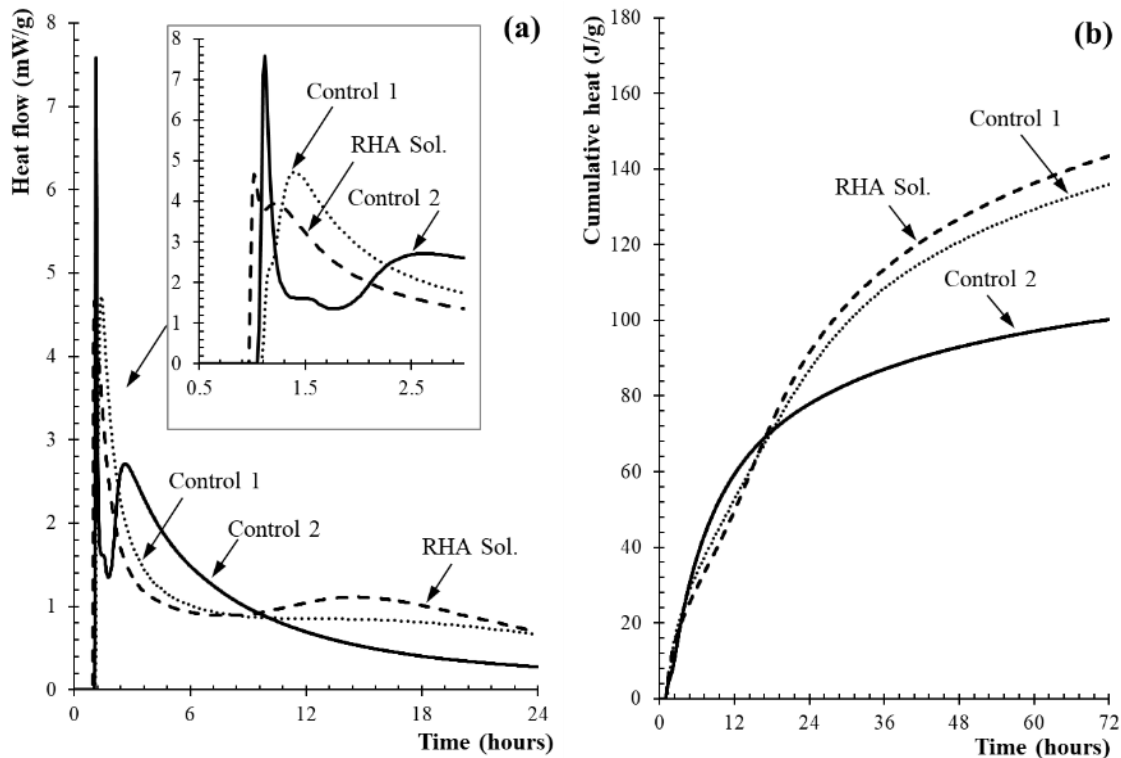 (a)
Heat flow (mW/g)
8
7
6
5
4
3
2
1
0
0
6
12
18
24
Time (hours)
8
7
6
5
4
3
2
1
0
0.5
1.5
2.5
Control 1
RHA Sol.
Control 2
Control 1
Control 2
RHA Sol.
(b)
Cumulative heat (J/g)
180
160
140
120
100
80
60
40
20
0
0
12
24
36
48
60
72
Time (hours)
Control 1
RHA Sol.
Control 2